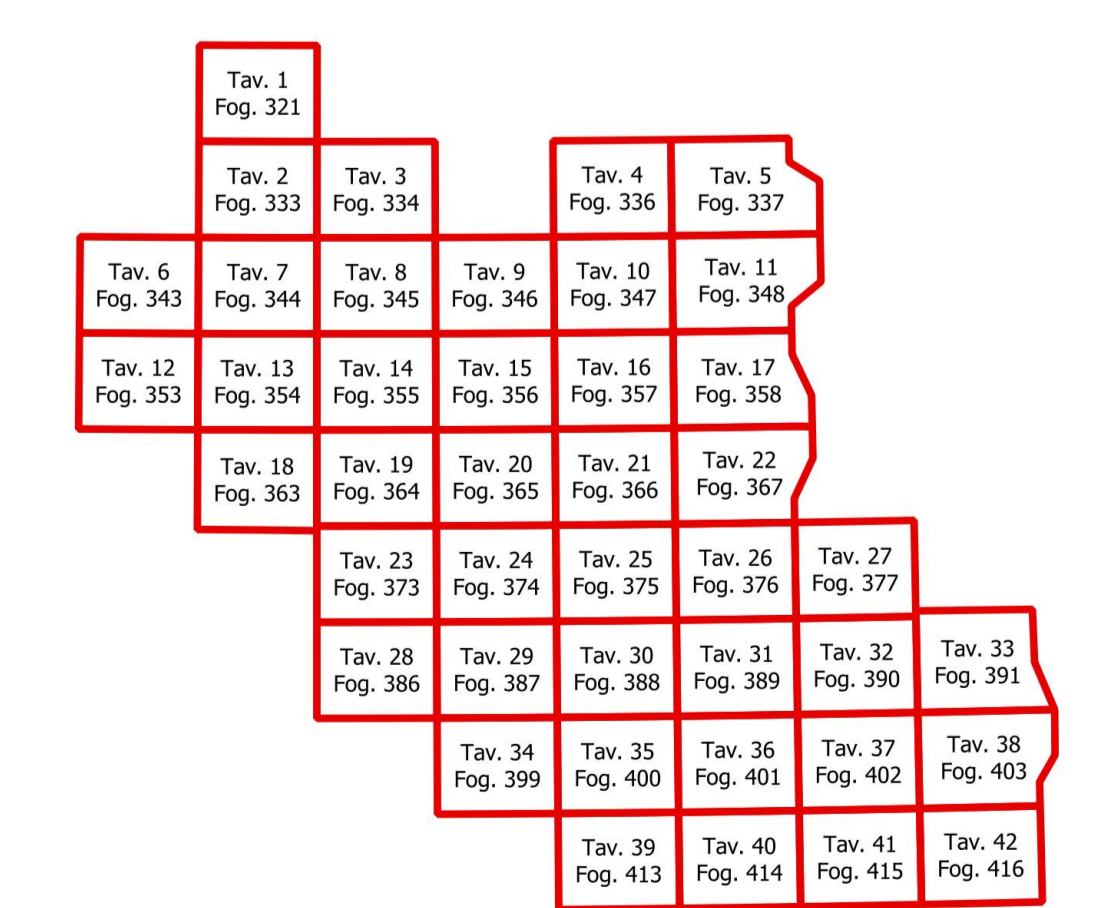 Tav. 1
Fog. 321
Tav. 2
Fog. 333
Tav. 3
Fog. 334
Tav. 4
Fog. 336
Tav. 5
Fog. 337
Tav. 6
Fog. 343
Tav. 7
Fog. 344
Tav. 8
Fog. 345
Tav. 9
Fog. 346
Tav. 10
Fog. 347
Tav. 11
Fog. 348
Tav. 12
Fog. 353
Tav. 13
Fog. 354
Tav. 14
Fog. 355
Tav. 15
Fog. 356
Tav. 16
Fog. 357
Tav. 17
Fog. 358
Tav. 18
Fog. 363
Tav. 19
Fog. 364
Tav. 20
Fog. 365
Tav. 21
Fog. 366
Tav. 22
Fog. 367
Tav. 23
Fog. 373
Tav. 24
Fog. 374
Tav. 25
Fog. 375
Tav. 26
Fog. 376
Tav. 27
Fog. 377
Tav. 28
Fog. 386
Tav. 29
Fog. 387
Tav. 30
Fog. 388
Tav. 31
Fog. 389
Tav. 32
Fog. 390
Tav. 33
Fog. 391
Tav. 34
Fog. 399
Tav. 35
Fog. 400
Tav. 36
Fog. 401
Tav. 37
Fog. 402
Tav. 38
Fog. 403
Tav. 39
Fog. 413
Tav. 40
Fog. 414
Tav. 41
Fog. 415
Tav. 42
Fog. 416